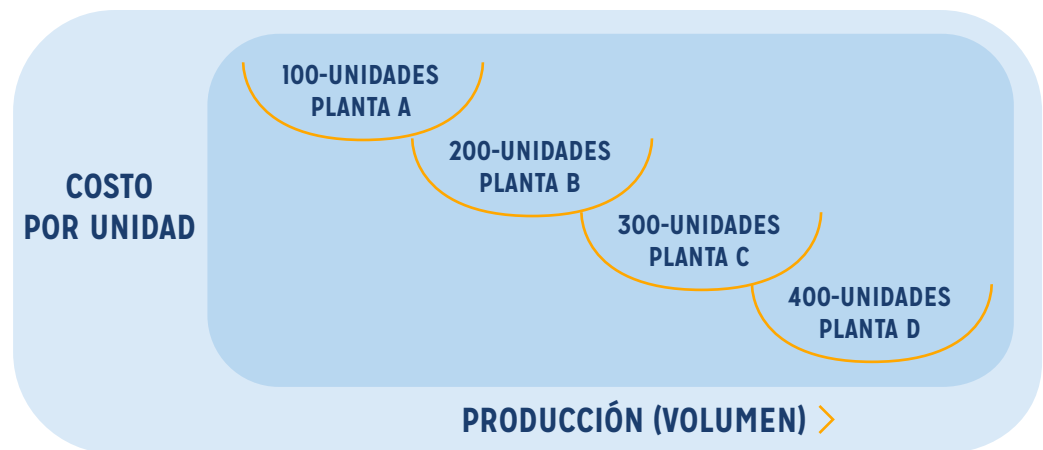 100-UNIDADES
PLANTA A
200-UNIDADES
PLANTA B
COSTO
POR UNIDAD
300-UNIDADES
PLANTA C
400-UNIDADES
PLANTA D
PRODUCCIÓN (VOLUMEN)